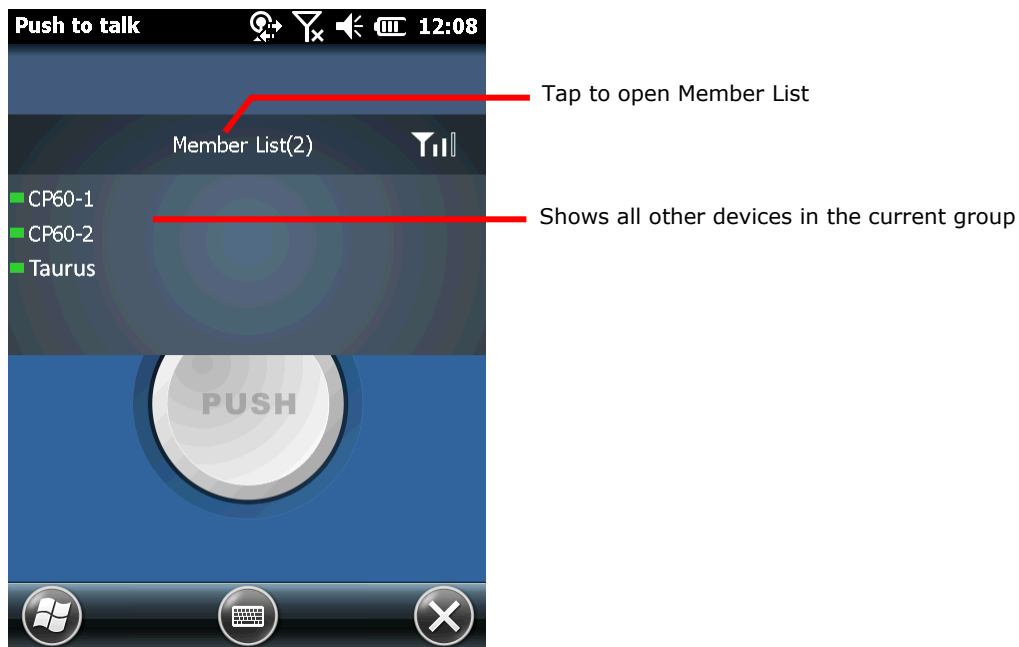 Push to talk 12:08
Tap to open Member List
Member List(2)
CP60-1
Shows all other devices in the current group
CP60-2
Taurus
PUSH